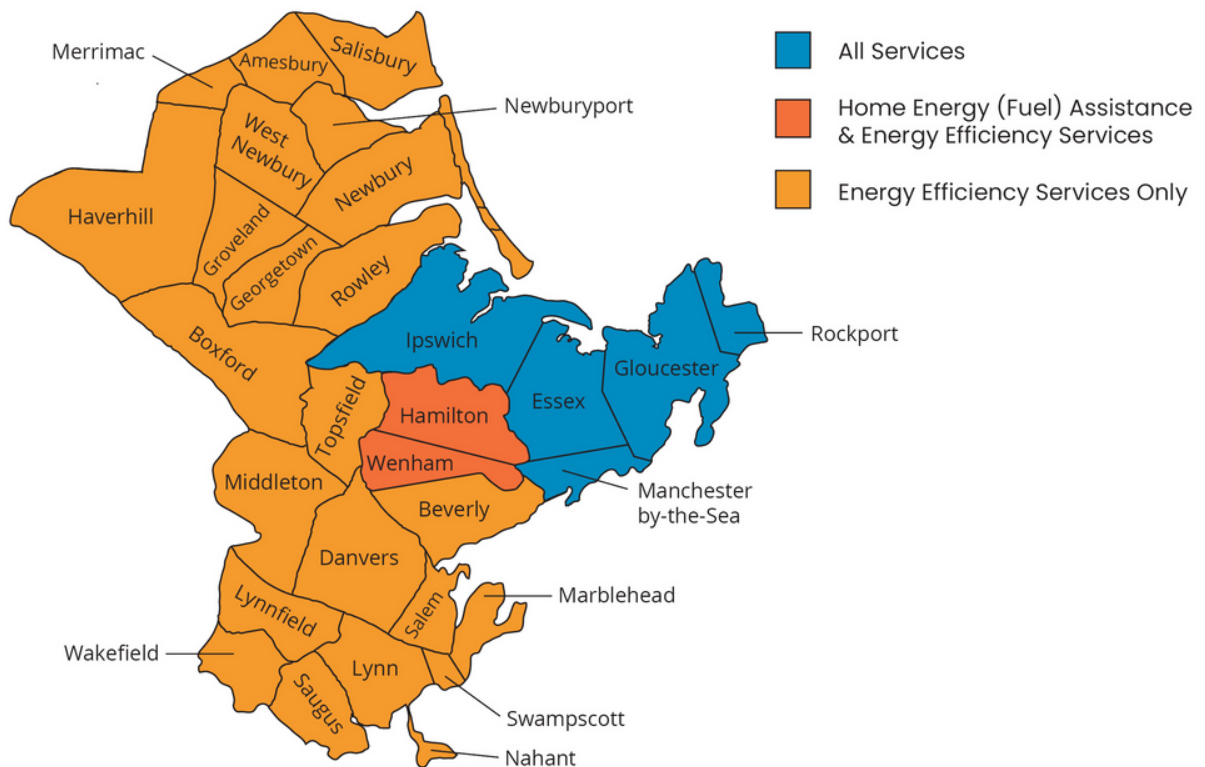 Merrimac
Amesbury
Salisbury
Newburyport
West
Newbury
Newbury
Haverhill
Groveland
Georgetown
Rowley
Boxford
Ipswich
Rockport
Gloucester
Essex
Topsfield
Hamilton
Wenham
Middleton
Manchester
by-the-Sea
Beverly
Danvers
Marblehead
Salem
Lynnfield
Wakefield
Lynn
Saugus
Swampscott
Nahant
All Services
Home Energy (Fuel) Assistance
& Energy Efficiency Services
Energy Efficiency Services Only